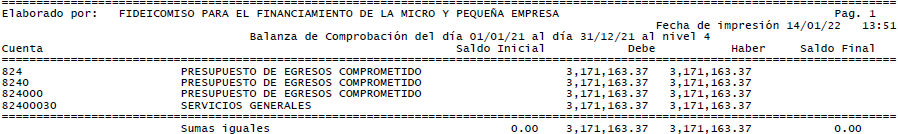 Elaborado por: FIDEICOMISO PARA EL FINANCIAMIENTO DE LA MICRO Y PEQUEÑA EMPRESA Pag. 1
Fecha de impresión 14/01/22 13:51
Balanza de Comprobación del día 01/01/21 al día 31/12/21 al nivel 4
Cuenta Saldo Inicial Debe Haber Saldo Final
824 PRESUPUESTO DE EGRESOS COMPROMETIDO 3,171,163.37 3,171,163.37
8240 PRESUPUESTO DE EGRESOS COMPROMETIDO 3,171,163.37 3,171,163.37
824000 PRESUPUESTO DE EGRESOS COMPROMETIDO 3,171,163.37 3,171,163.37
82400030 SERVICIOS GENERALES 3,171,163.37 3,171,163.37
Sumas iguales 0.00 3,171,163.37 3,171,163.37 0.00